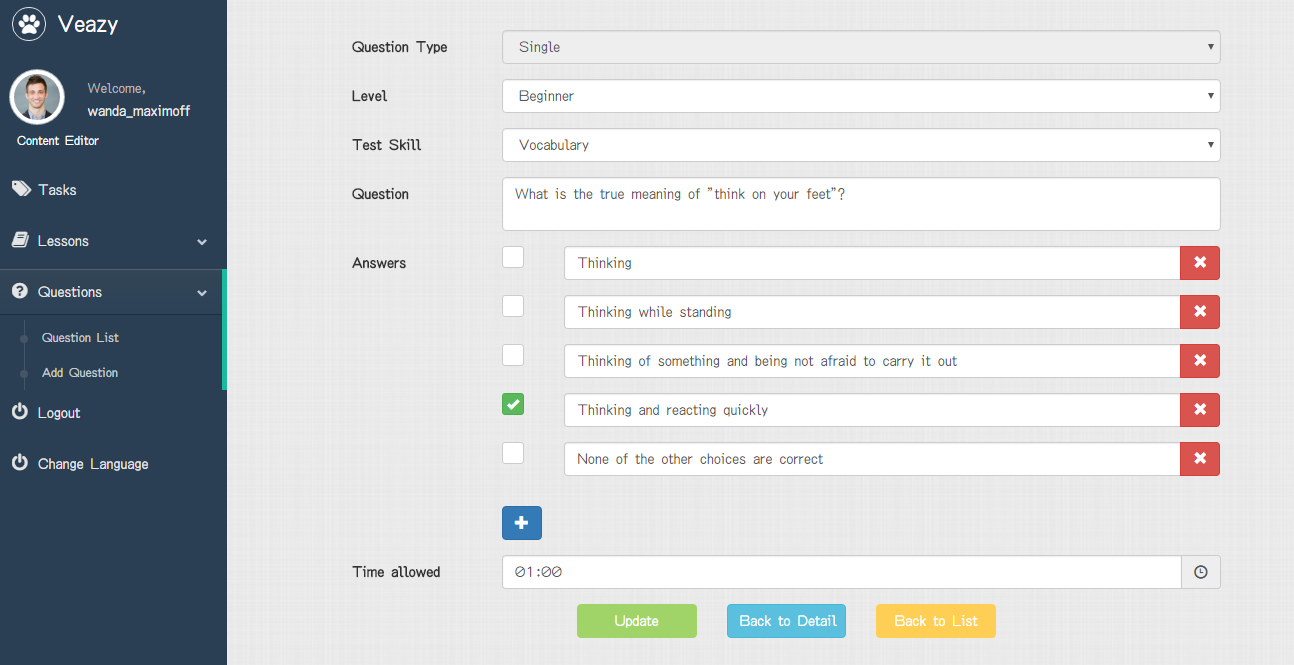 Veazy
Welcome,
wanda_maximoff
Content Editor
Tasks
Lessons
Questions
Question List
Add Question
Logout
Change Language
Question Type
Single
Level
Beginner
Test Skill
Vocabulary
Question
What is the true meaning of "think on your feet"?
Answers
Thinking
Thinking while standing
Thinking of something and being not afraid to carry it out
Thinking and reacting quickly
None of the other choices are correct
Time allowed
01:00
Update
Back to Detail
Back to List